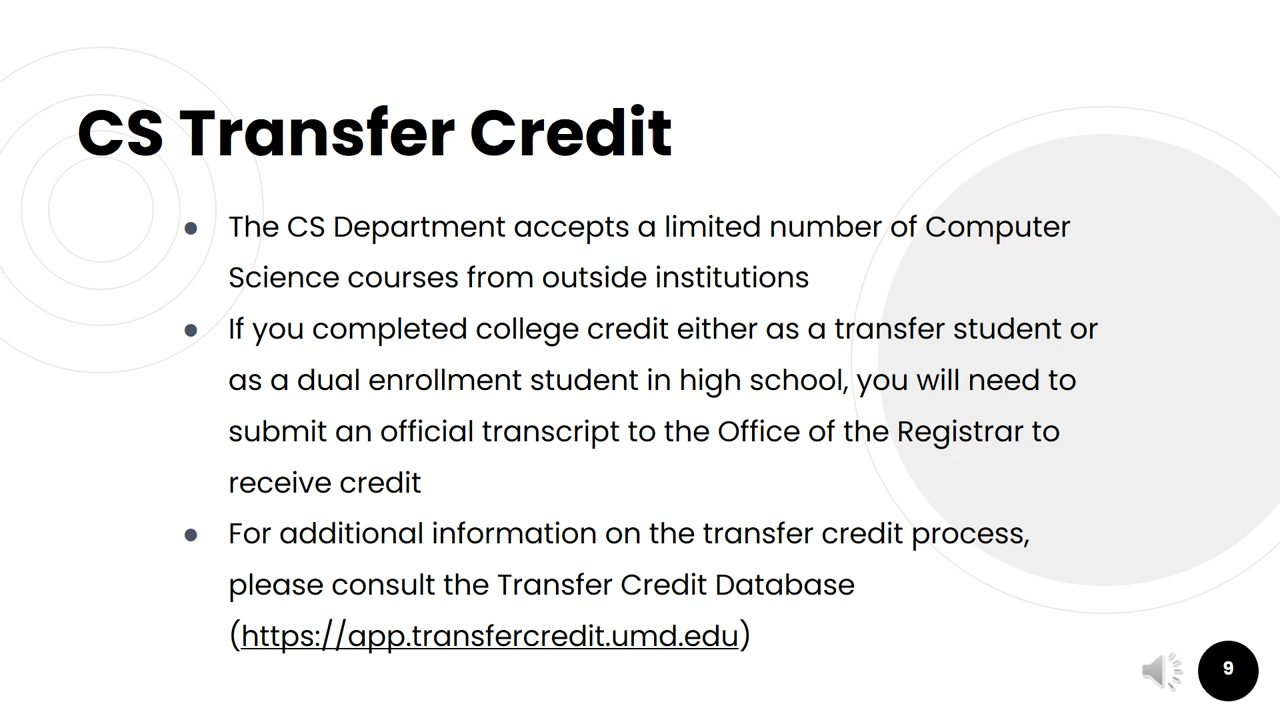 CS Transfer Credit
● The CS Department accepts a limited number of Computer
Science courses from outside institutions
● If you completed college credit either as a transfer student or
as a dual enrollment student in high school, you will need to
submit an official transcript to the Office of the Registrar to
receive credit
● For additional information on the transfer credit process,
please consult the Transfer Credit Database
(https://app.transfercredit.umd.edu)
9